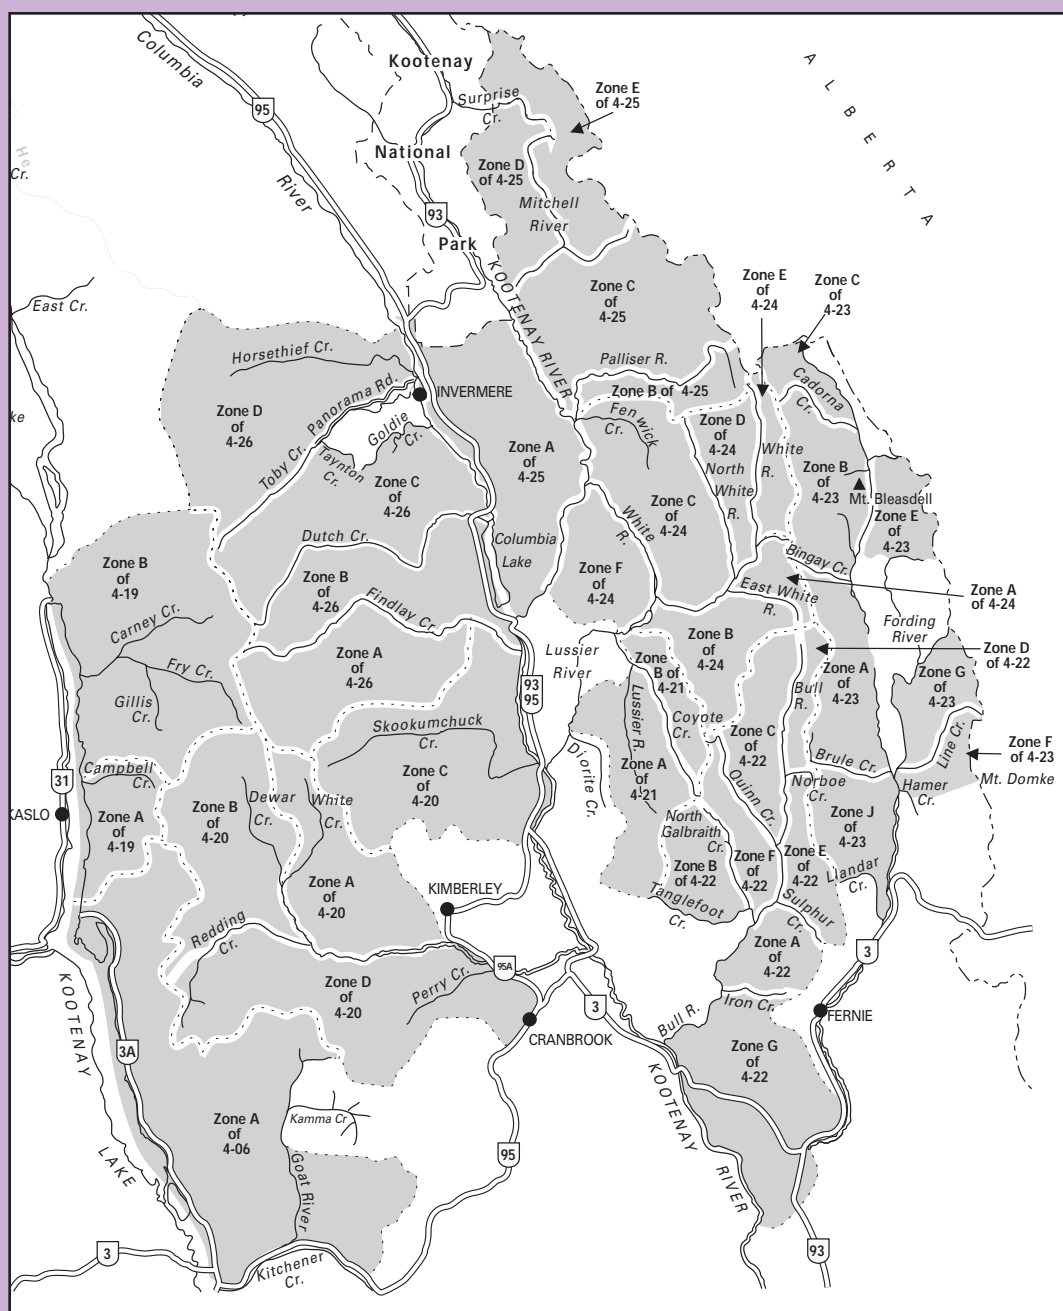 Columbia
Kootenay
Zone E
of 4-25
ALBERTA
95
Surprise
Cr.
National
He
Cr.
Zone D
of 4-25
River
Mitchell
River
93
Park
KOOTENAY RIVER
Zone E
of
4-24
Zone C
of
4-23
Zone C
of
4-25
East Cr.
Horsethief Cr.
Palliser R.
Cadorna
Cr.
Panorama Rd.
INVERMERE
Zone B of 4-25
ke
Zone D
of
4-26
Goldie
Cr.
Fenwick
Cr.
Zone D
of
4-24
Toby Cr.
Taynton
Cr.
Zone A
of
4-25
White
R.
Zone B
of
4-23
North
White
R.
Zone C
of
4-26
Mt. Bleasdell
Zone C
of
4-24
Zone E
of
4-23
White
R.
Dutch Cr.
Columbia
Lake
Zone B
of
4-19
Bingay Cr.
Zone B
of
4-26
Zone F
of
4-24
East White
R.
Zone A
of 4-24
Findlay Cr.
Carney Cr.
Fording
River
Zone B
of
4-24
Zone D
of 4-22
Lussier
River
Zone A
of
4-26
Zone
B of
4-21
Zone A
of
4-23
Zone G
of
4-23
Fry Cr.
93
95
Bull
R.
Gillis
Cr.
Lussier R.
Coyote
Cr.
Skookumchuck
Cr.
Zone C
of
4-22
Line Cr.
Zone F
of 4-23
Diorite Cr.
Brule Cr.
Campbell
Cr.
Zone C
of
4-20
Zone A
of
4-21
Mt. Domke
31
Quinn Cr.
Norboe
Cr.
Hamer
Cr.
Dewar
Cr.
White
Cr.
Zone B
of
4-20
KASLO
Zone A
of
4-19
North
Galbraith
Cr.
Zone J
of
4-23
Zone F
of
4-22
Zone E
of
4-22
Zone B
of 4-22
Llandar
Cr.
Zone A
of
4-20
KIMBERLEY
Tanglefoot
Cr.
Sulphur
Cr.
Redding
Cr.
Zone A
of
4-22
3
95A
Perry Cr.
Zone D
of
4-20
KOOTENAY
LAKE
Iron Cr.
3
FERNIE
Bull R.
CRANBROOK
3A
Zone G
of
4-22
KOOTENAY
RIVER
Zone A
of
4-06
Kamma Cr
95
Goat River
3
Kitchener
Cr.
93